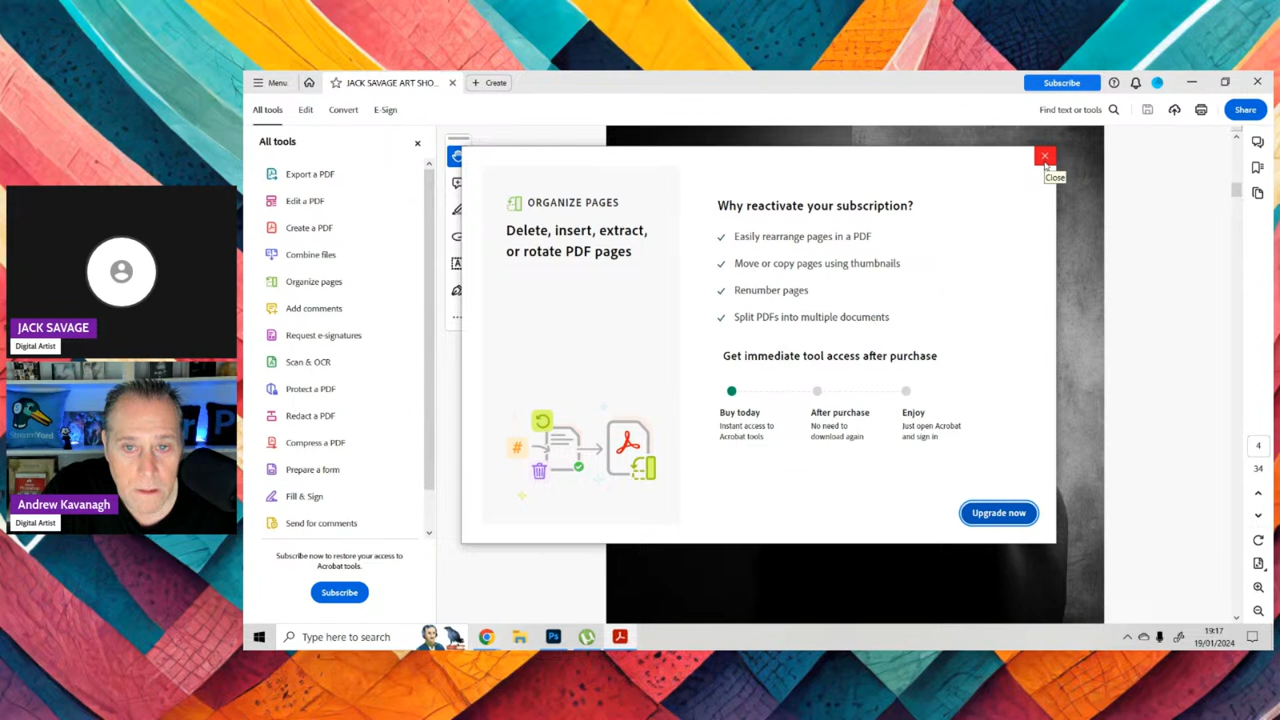 Menu
JACK SAVAGE ART SHO...
Create
Subscribe
All tools
Edit
Convert
E-Sign
Find text or tools
Share
All tools
Export a PDF
Edit a PDF
Create a PDF
Combine files
Organize pages
Add comments
Request e-signatures
Scan & OCR
Protect a PDF
Redact a PDF
Compress a PDF
Prepare a form
Fill & Sign
Send for comments
Subscribe now to restore your access to
Acrobat tools.
Subscribe
ORGANIZE PAGES
Delete, insert, extract,
or rotate PDF pages
#
Close
Why reactivate your subscription?
Easily rearrange pages in a PDF
Move or copy pages using thumbnails
Renumber pages
Split PDFs into multiple documents
Get immediate tool access after purchase
Buy today
Instant access to
Acrobat tools
After purchase
No need to
download again
Enjoy
Just open Acrobat
and sign in
Upgrade now
4
34
JACK SAVAGE
Digital Artist
StreamYard
Andrew Kavanagh
Digital Artist
Type here to search
Ps
19:17
19/01/2024